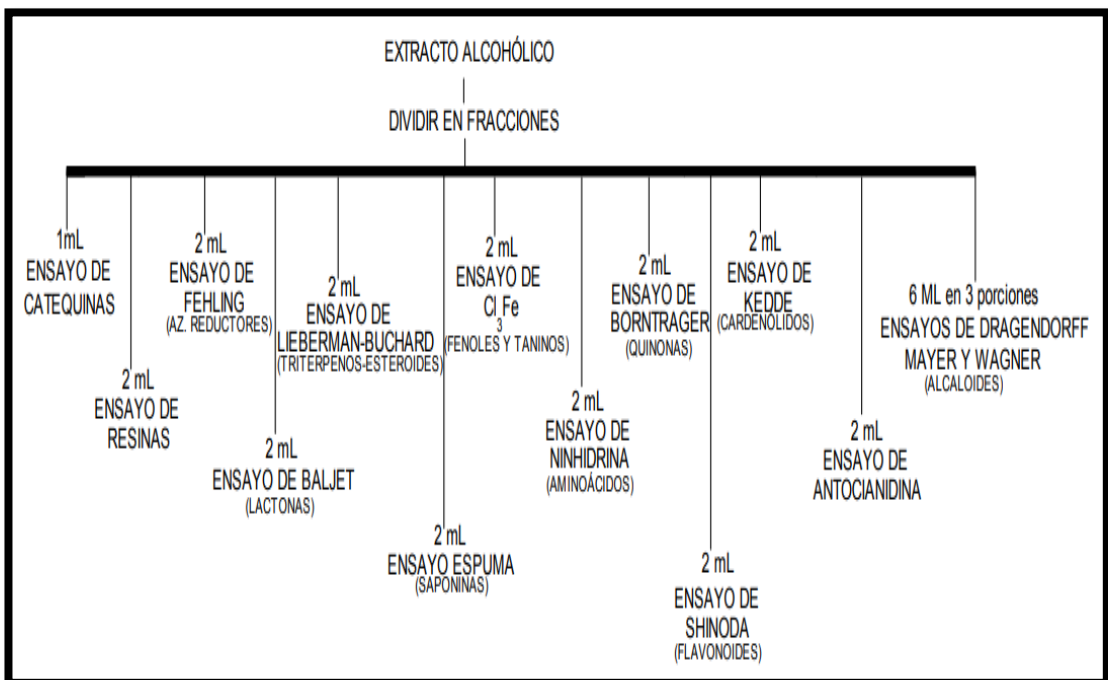 EXTRACTO ALCOHÓLICO
DIVIDIR EN FRACCIONES
1mL
ENSAYO DE
CATEQUINAS
2 mL
ENSAYO DE
RESINAS
2 mL
ENSAYO DE
FEHLING
(AZ. REDUCTORES)
2 mL
ENSAYO DE BALJET
(LACTONAS)
2 mL
ENSAYO DE
LIEBERMAN-BUCHARD
(TRITERPENOS-ESTEROIDES)
2 mL
ENSAYO ESPUMA
(SAPONINAS)
2 mL
ENSAYO DE
Cl3Fe
(FENOLES Y TANINOS)
2 mL
ENSAYO DE
NINHIDRINA
(AMINOÁCIDOS)
2 mL
ENSAYO DE
BORNTRAGER
(QUINONAS)
2 mL
ENSAYO DE
SHINODA
(FLAVONOIDES)
2 mL
ENSAYO DE
KEDDE
(CARDENÓLIDOS)
2 mL
ENSAYO DE
ANTOCIANIDINA
6 ML en 3 porciones
ENSAYOS DE DRAGENDORFF
MAYER Y WAGNER
(ALCALOIDES)